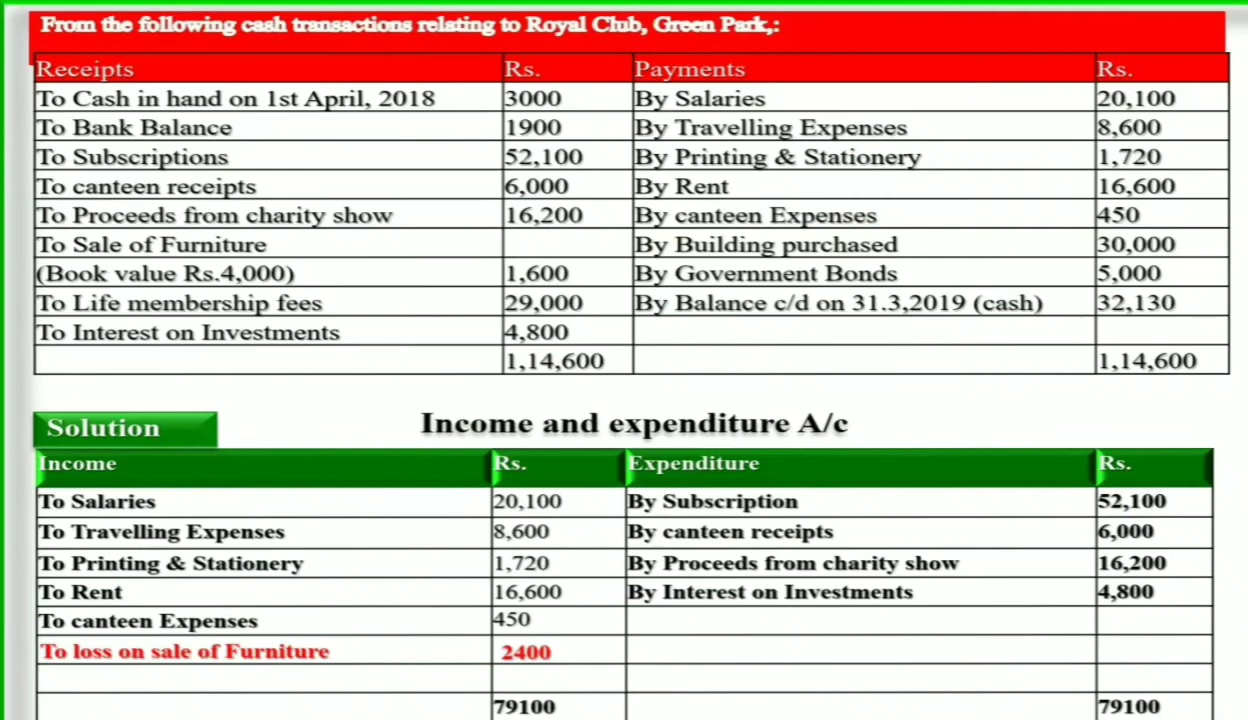 From the following cash transactions relating to Royal Club, Green Park,:
Receipts Rs. Payments Rs.
To Cash in hand on 1st April, 2018 3000 By Salaries 20,100
To Bank Balance 1900 By Travelling Expenses 8,600
To Subscriptions 52,100 By Printing & Stationery 1,720
To canteen receipts 6,000 By Rent 16,600
To Proceeds from charity show 16,200 By canteen Expenses 450
To Sale of Furniture By Building purchased 30,000
(Book value Rs.4,000) 1,600 By Government Bonds 5,000
To Life membership fees 29,000 By Balance c/d on 31.3,2019 (cash) 32,130
To Interest on Investments 4,800
1,14,600 1,14,600
Solution Income and expenditure A/c
Income Rs. Expenditure Rs.
To Salaries 20,100 By Subscription 52,100
To Travelling Expenses 8,600 By canteen receipts 6,000
To Printing & Stationery 1,720 By Proceeds from charity show 16,200
To Rent 16,600 By Interest on Investments 4,800
To canteen Expenses 450
To loss on sale of Furniture 2400
79100 79100